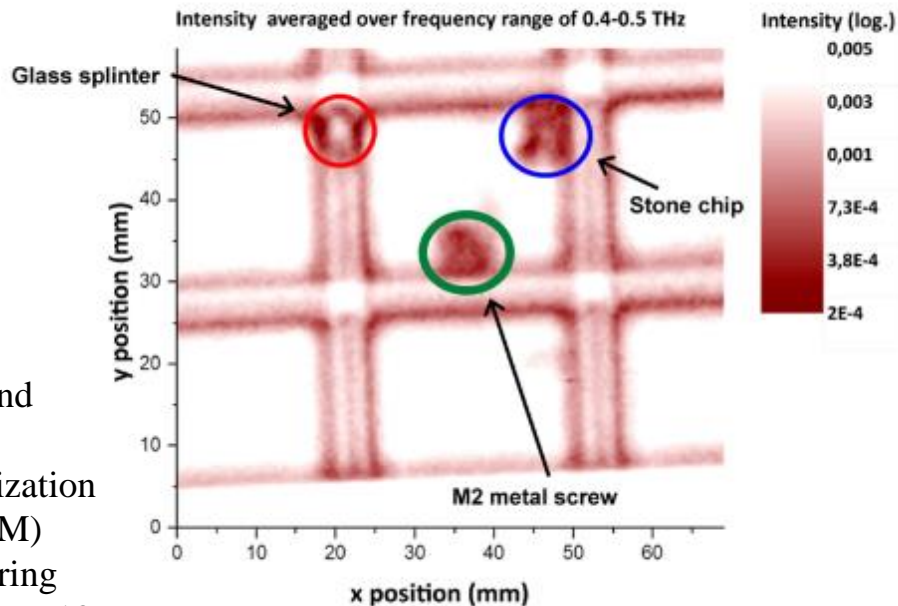 Intensity averaged over frequency range of 0.4-0.5 THz
Intensity (log.)
0,005
0,003
0,001
7,3E-4
3,8E-4
2E-4
Glass splinter
Stone chip
M2 metal screw
y position (mm)
50
40
30
20
10
0
0 10 20 30 40 50 60
x position (mm)
nd
ization
M)
ring